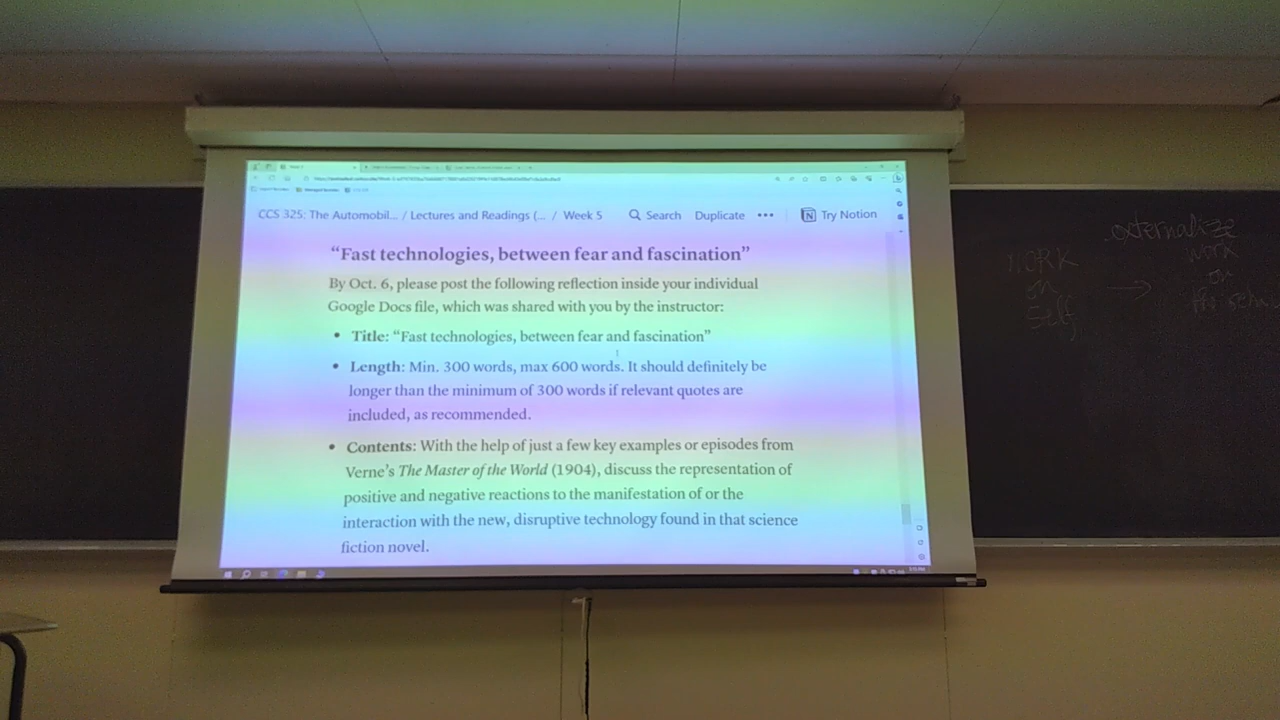 CCS 325: The Automobil... / Lectures and Readings (... / Week 5 Search Duplicate ••• Try Notion
“Fast technologies, between fear and fascination”
By Oct. 6, please post the following reflection inside your individual
Google Docs file, which was shared with you by the instructor:
• Title: “Fast technologies, between fear and fascination”
• Length: Min. 300 words, max 600 words. It should definitely be
longer than the minimum of 300 words if relevant quotes are
included, as recommended.
• Contents: With the help of just a few key examples or episodes from
Verne’s The Master of the World (1904), discuss the representation of
positive and negative reactions to the manifestation of or the
interaction with the new, disruptive technology found in that science
fiction novel.
WORK
on
Self
→
externalize
work
on
the